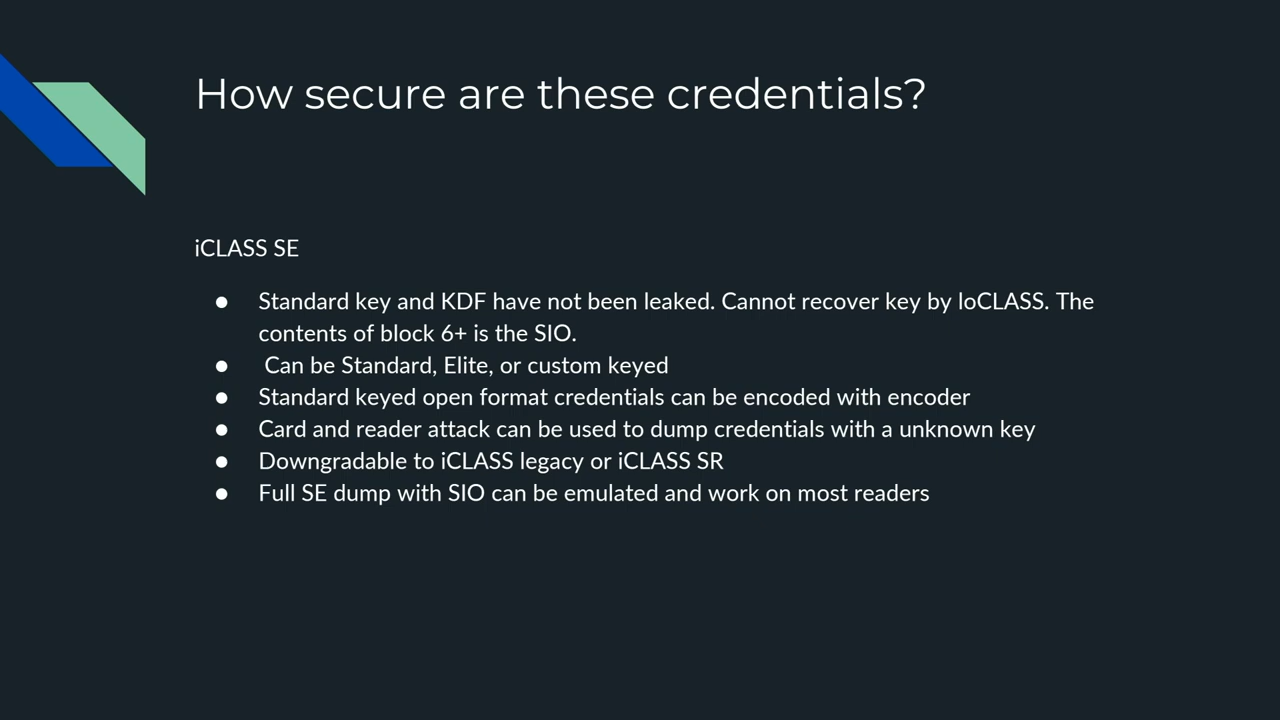 How secure are these credentials?
iCLASS SE
● Standard key and KDF have not been leaked. Cannot recover key by loCLASS. The
contents of block 6+ is the SIO.
● Can be Standard, Elite, or custom keyed
● Standard keyed open format credentials can be encoded with encoder
● Card and reader attack can be used to dump credentials with a unknown key
● Downgradable to iCLASS legacy or iCLASS SR
● Full SE dump with SIO can be emulated and work on most readers